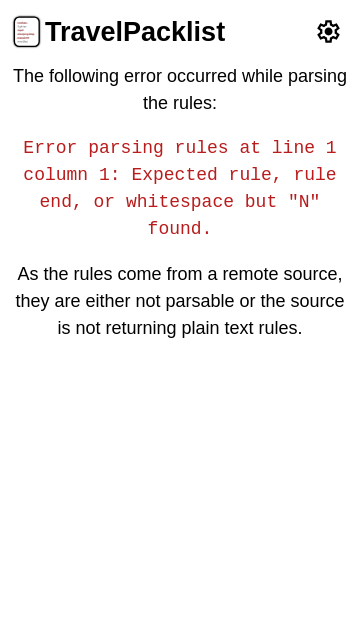 TravelPacklist
The following error occurred while parsing
the rules:
Error parsing rules at line 1
column 1: Expected rule, rule
end, or whitespace but "N"
found.
As the rules come from a remote source,
they are either not parsable or the source
is not returning plain text rules.